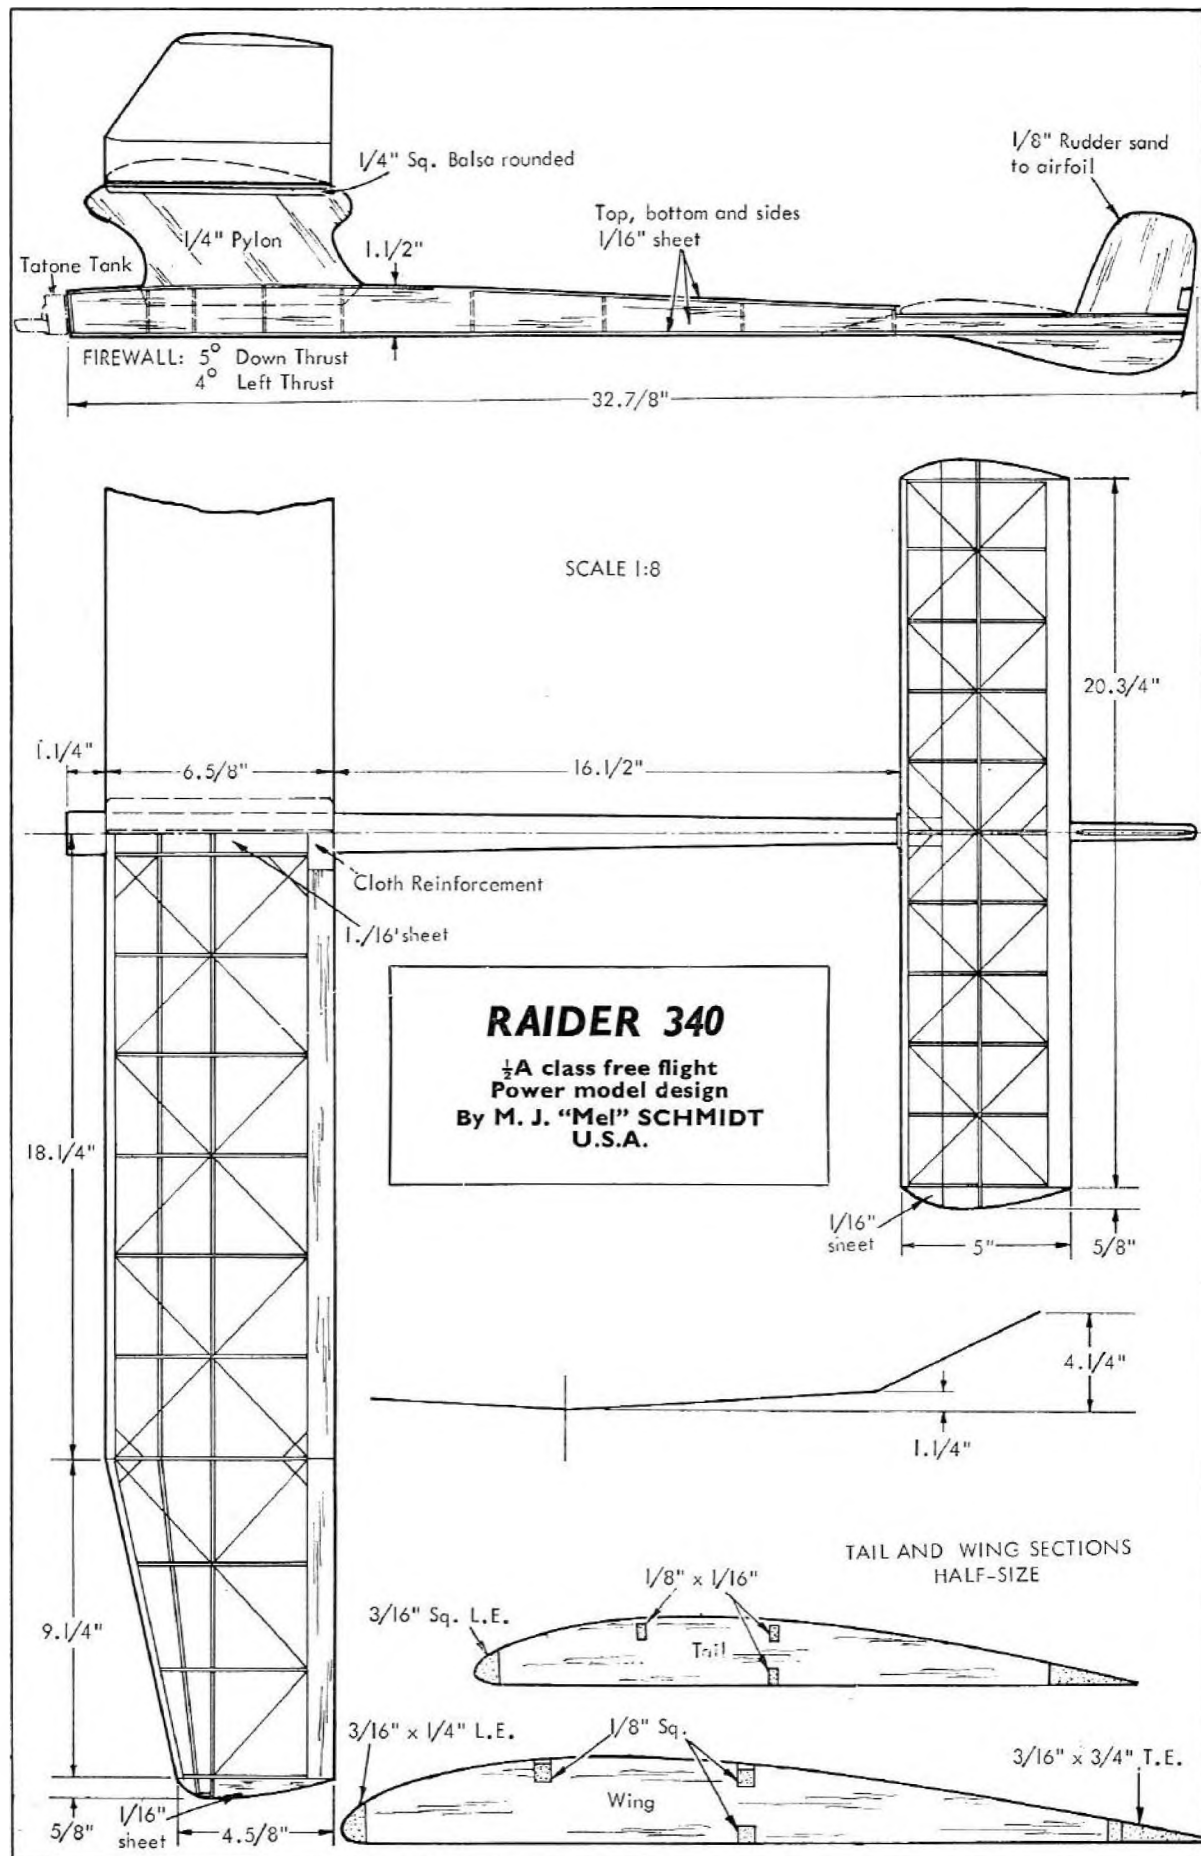 1/4" Sq. Balsa rounded
1/8" Rudder sand
to airfoil
1/4" Pylon
Top, bottom and sides
1/16" sheet
1.1/2"
Tatone Tank
FIREWALL: 5° Down Thrust
4° Left Thrust
32.7/8"
SCALE 1:8
20.3/4"
1.1/4"
6.5/8"
16.1/2"
Cloth Reinforcement
1./16' sheet
RAIDER 340
½A class free flight
Power model design
By M. J. "Mel" SCHMIDT
U.S.A.
18.1/4"
1/16"
sheet
5"
5/8"
4.1/4"
1.1/4"
TAIL AND WING SECTIONS
HALF-SIZE
1/8" x 1/16"
3/16" Sq. L.E.
Tail
9.1/4"
3/16" x 1/4" L.E.
1/8" Sq.
3/16" x 3/4" T.E.
Wing
1/16"
sheet
5/8"
4.5/8"